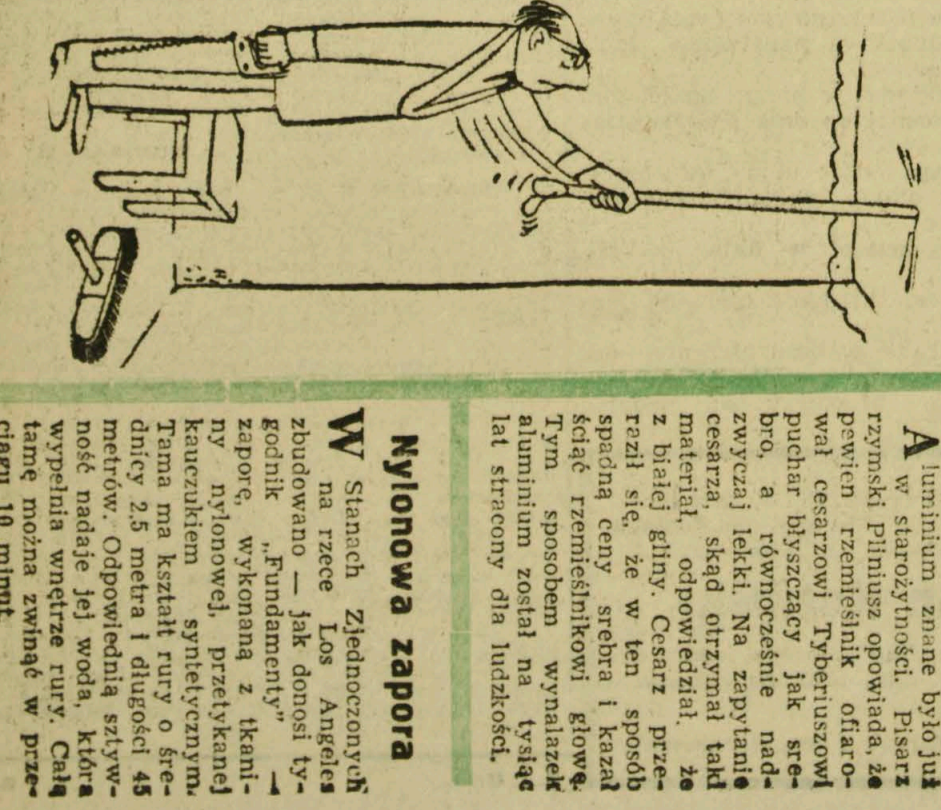 Aluminium znane było już
w starożytności. Pisarz
rzymski Pliniusz opowiada, że
pewien rzemieślnik ofiaro-
wał cesarzowi Tyberiuszowi
puchar błyszczący jak sre-
bro, a równocześnie nad-
zwyczaj lekki. Na zapytanie
cesarza, skąd otrzymał taki
materiał, odpowiedział, że
z białej gliny. Cesarz prze-
raził się, że w ten sposób
spadną ceny srebra i kazał
ściąć rzemieślnikowi głowę.
Tym sposobem wynalazek
aluminium został na tysiąc
lat stracony dla ludzkości.
Nylonowa zapora
W Stanach Zjednoczonych
na rzece Los Angeles
zbudowano — jak donosi ty-
godnik „Fundamenty” —
zaporę, wykonaną z tkani-
ny nylonowej, przetykanej
kauczukiem syntetycznym.
Tama ma kształt rury o śre-
dnicy 2,5 metra i długości 45
metrów. Odpowiednią sztyw-
ność nadaje jej woda, która
wypełnia wnętrze rury. Całą
tamę można zwinąć w prze-
ciągu 10 minut